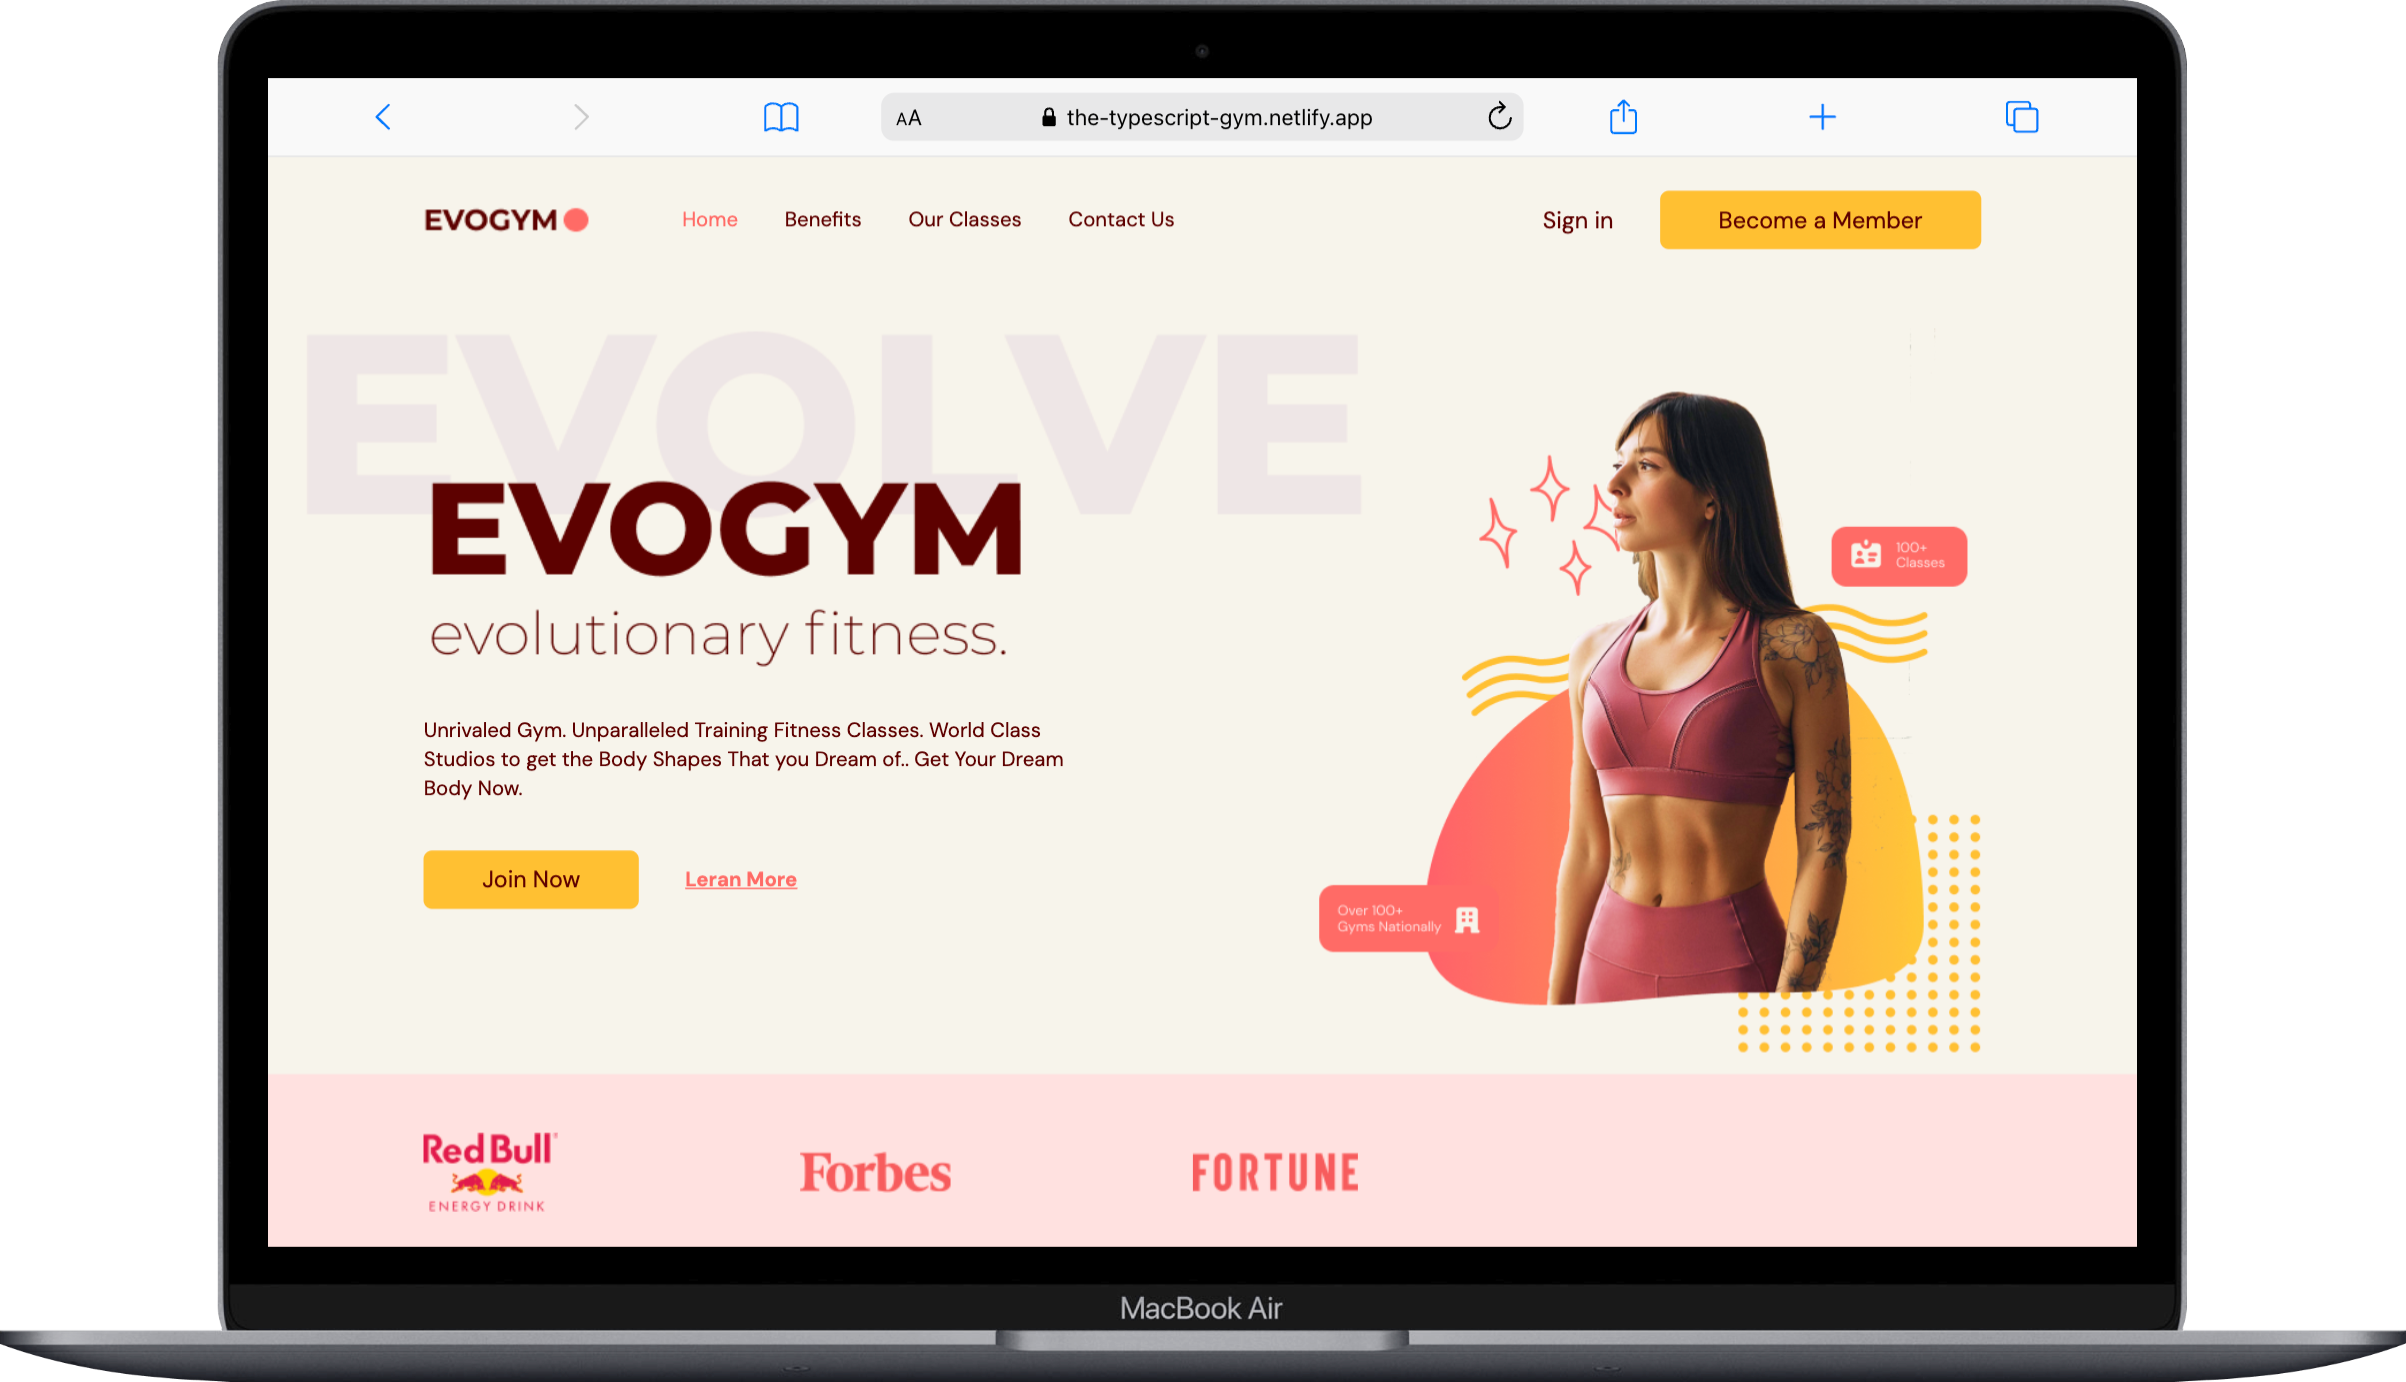 AA the-typescript-gym.netlify.app
EVOGYM Home Benefits Our Classes Contact Us Sign in Become a Member
EVOLVE
EVOGYM
evolutionary fitness.
Unrivaled Gym. Unparalleled Training Fitness Classes. World Class
Studios to get the Body Shapes That you Dream of.. Get Your Dream
Body Now.
Join Now Leran More
100+
Classes
Over 100+
Gyms Nationally
Red Bull
ENERGY DRINK
Forbes
FORTUNE
MacBook Air